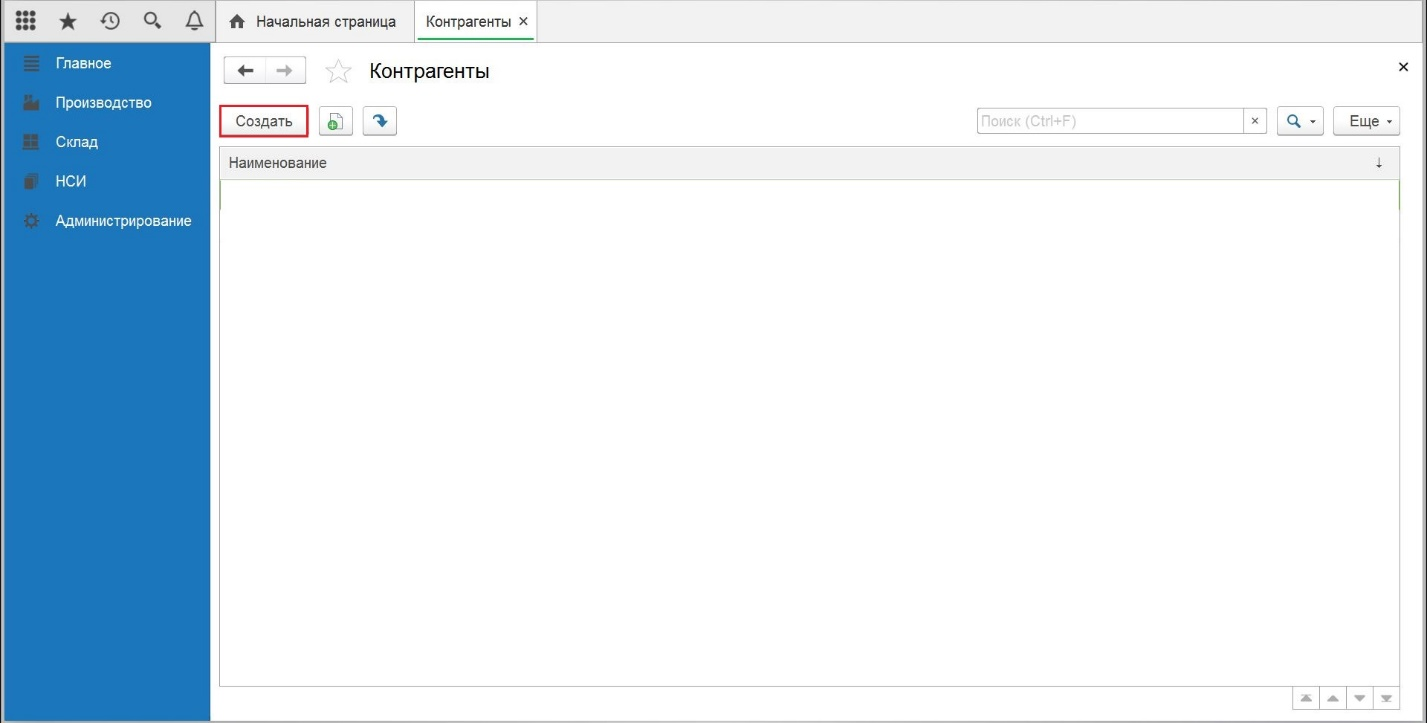 Начальная страница
Контрагенты ×
Главное
Производство
Склад
НСИ
Администрирование
Контрагенты
Создать
Поиск (Ctrl+F)
Еще
Наименование